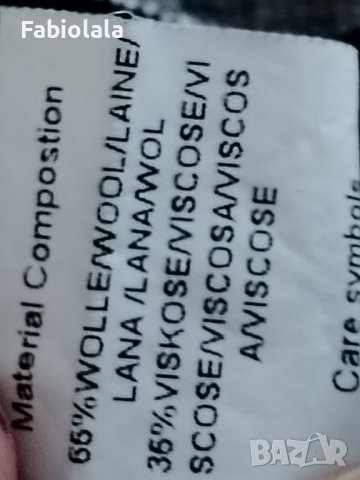 Fabiolala
Material Compostion
65%WOLLE/WOOL/LAINE/
LANA /LANA/WOL
35%VISKOSE/VISCOSE/VI
SCOSE/VISCOSA/VISCOS
A/VISCOSE
Care symbols
BAZAR